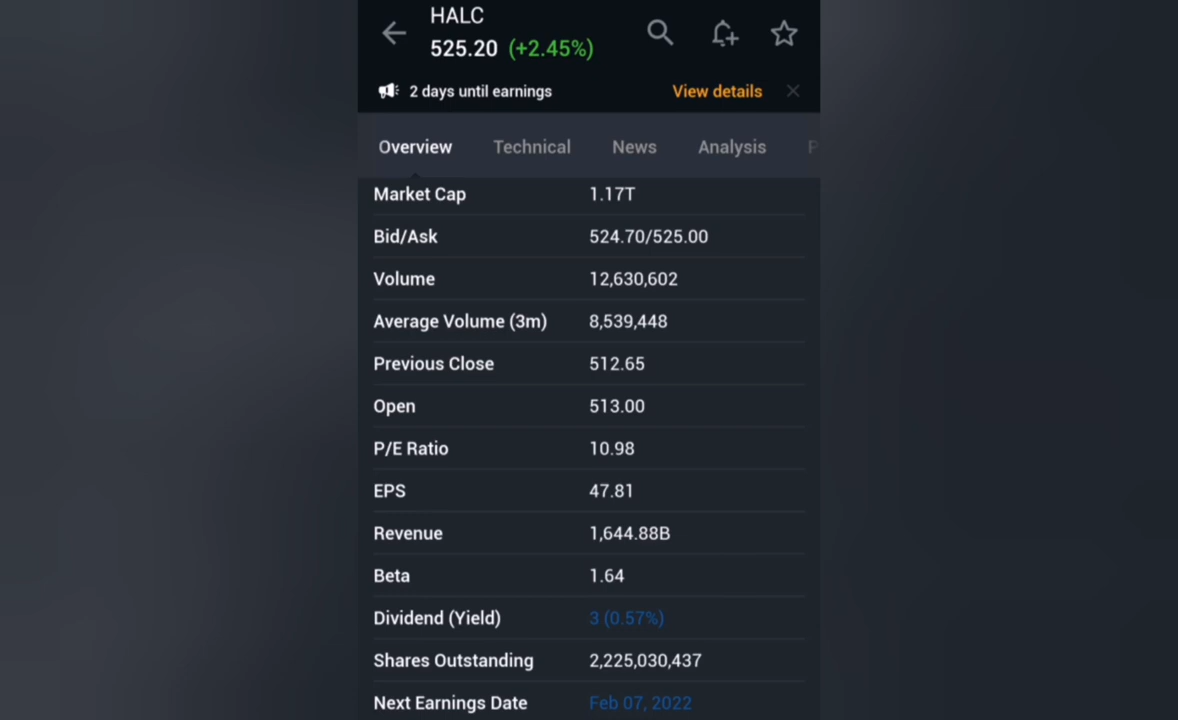 HALC
525.20 (+2.45%)
2 days until earnings View details
Overview Technical News Analysis P
Market Cap 1.17T
Bid/Ask 524.70/525.00
Volume 12,630,602
Average Volume (3m) 8,539,448
Previous Close 512.65
Open 513.00
P/E Ratio 10.98
EPS 47.81
Revenue 1,644.88B
Beta 1.64
Dividend (Yield) 3 (0.57%)
Shares Outstanding 2,225,030,437
Next Earnings Date Feb 07, 2022